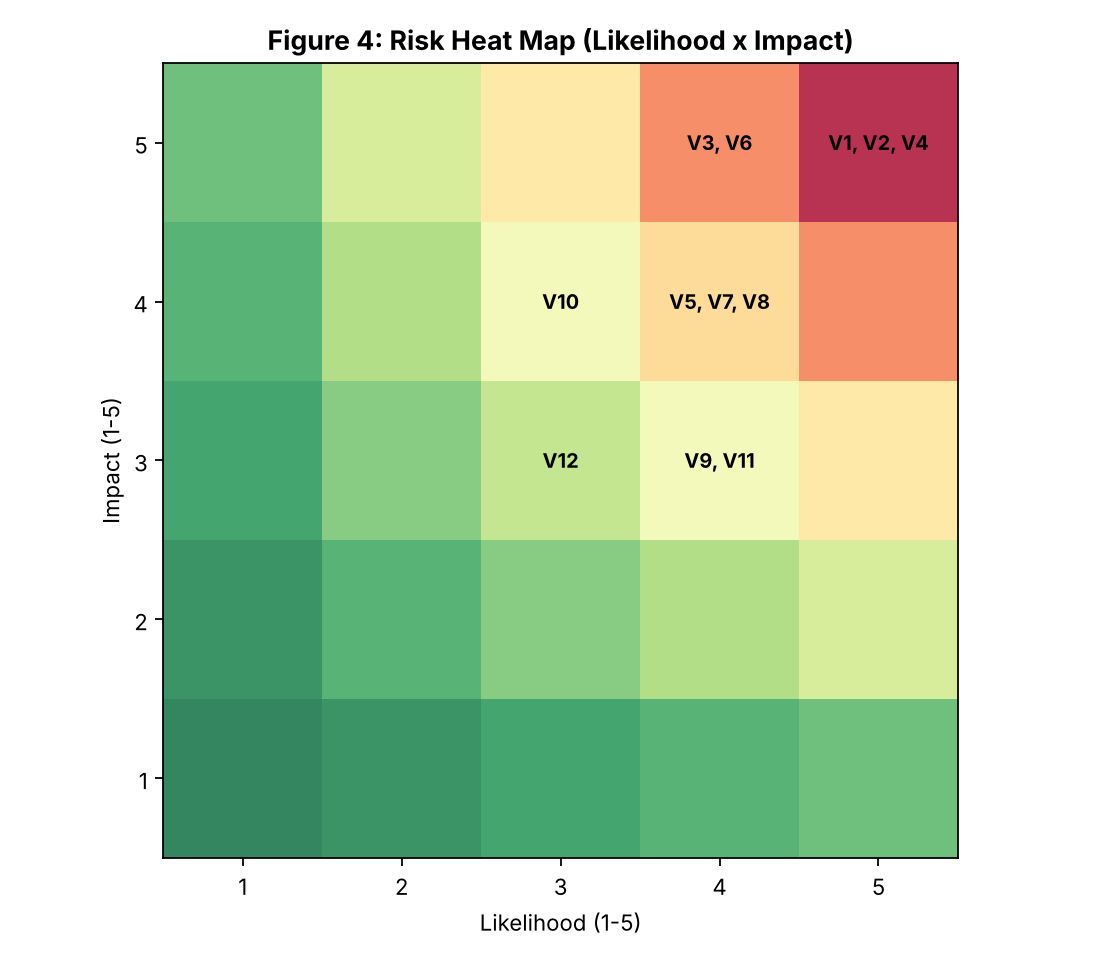 Figure 4: Risk Heat Map (Likelihood x Impact)
5
V3, V6
V1, V2, V4
4
V10
V5, V7, V8
Impact (1-5)
3
V12
V9, V11
2
1
1
2
3
4
5
Likelihood (1-5)